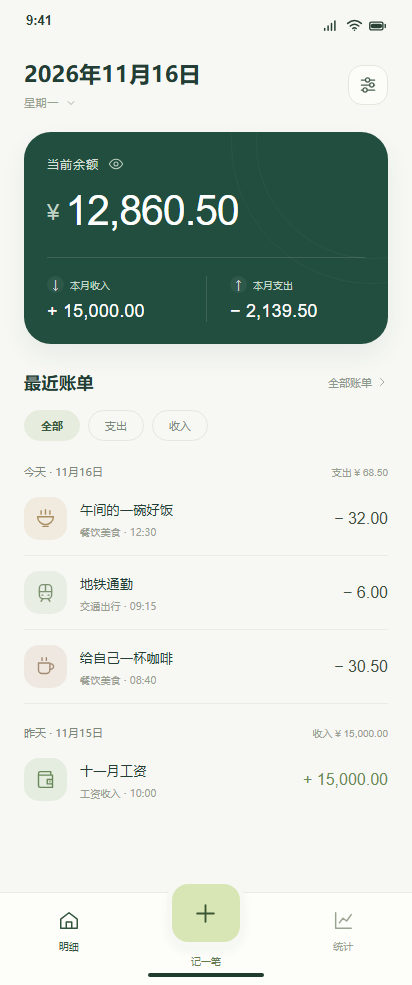 9:41
2026年11月16日
星期一
当前余额
¥ 12,860.50
本月收入
+ 15,000.00
本月支出
− 2,139.50
最近账单
全部账单
全部 支出 收入
今天 · 11月16日 支出 ¥ 68.50
午间的一碗好饭
餐饮美食 · 12:30
− 32.00
地铁通勤
交通出行 · 09:15
− 6.00
给自己一杯咖啡
餐饮美食 · 08:40
− 30.50
昨天 · 11月15日 收入 ¥ 15,000.00
十一月工资
工资收入 · 10:00
+ 15,000.00
明细 记一笔 统计